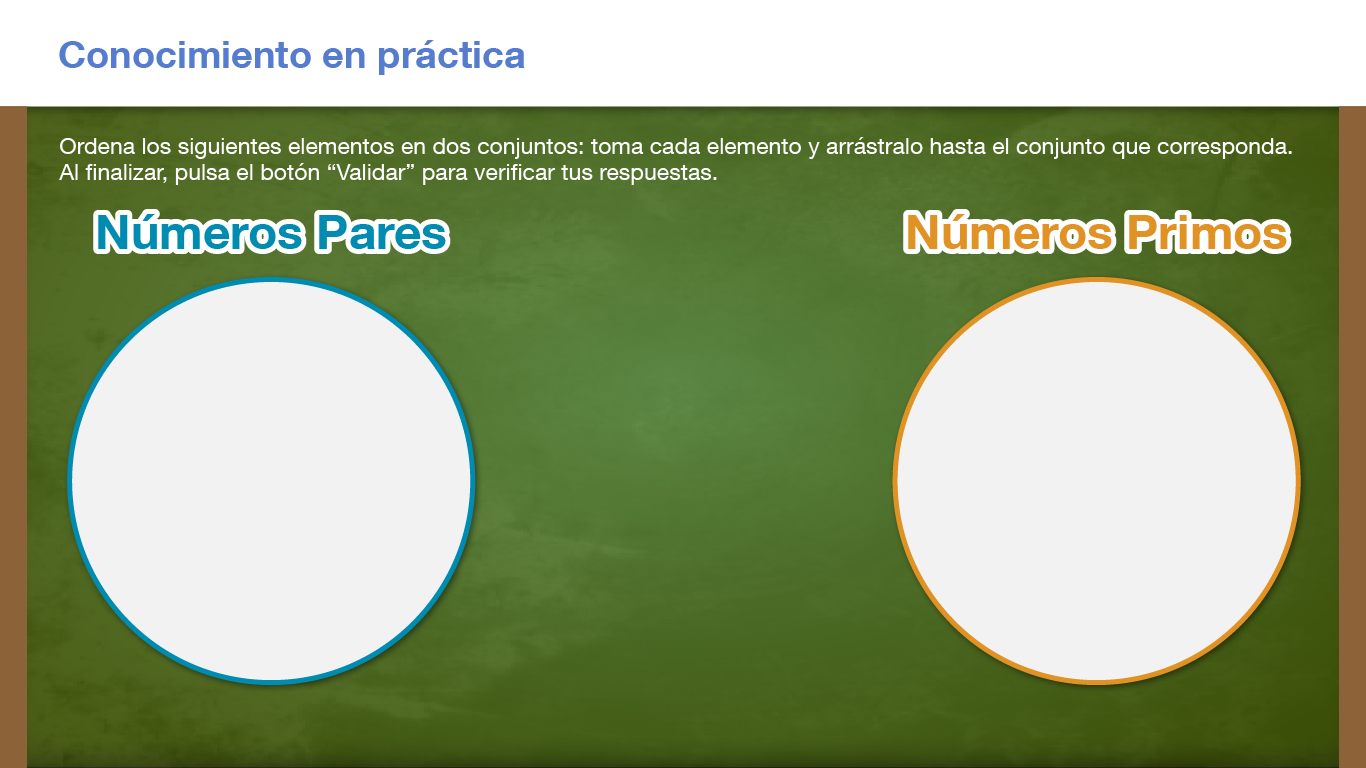 Conocimiento en práctica
Ordena los siguientes elementos en dos conjuntos: toma cada elemento y arrástralo hasta el conjunto que corresponda.
Al finalizar, pulsa el botón “Validar” para verificar tus respuestas.
Números Pares
Números Primos